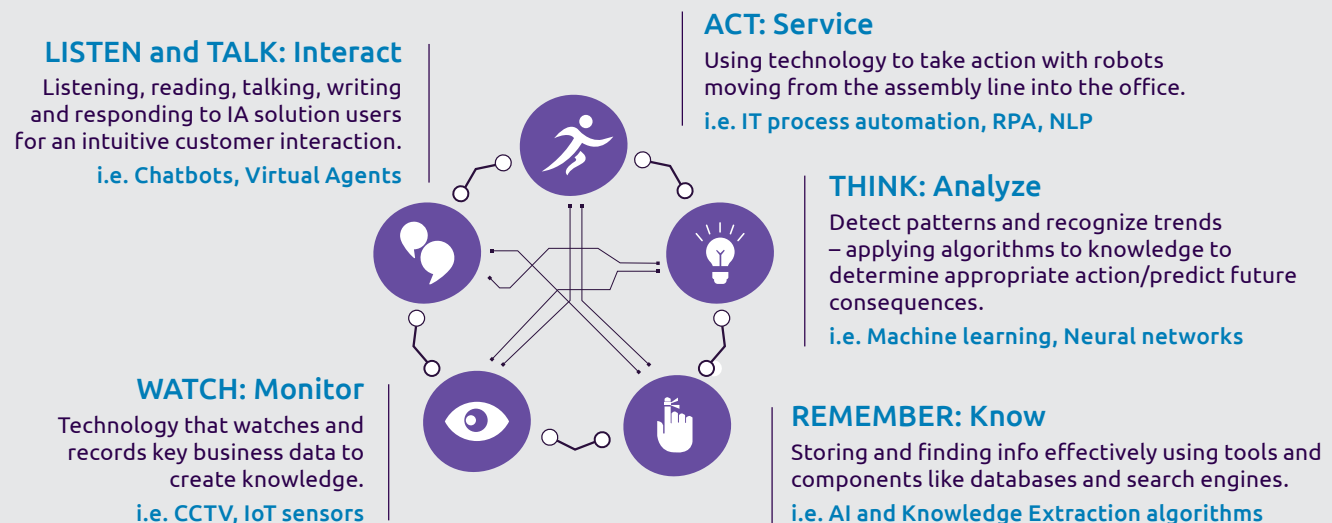 LISTEN and TALK: Interact
Listening, reading, talking, writing
and responding to IA solution users
for an intuitive customer interaction.
i.e. Chatbots, Virtual Agents
ACT: Service
Using technology to take action with robots
moving from the assembly line into the office.
i.e. IT process automation, RPA, NLP
THINK: Analyze
Detect patterns and recognize trends
– applying algorithms to knowledge to
determine appropriate action/predict future
consequences.
i.e. Machine learning, Neural networks
WATCH: Monitor
Technology that watches and
records key business data to
create knowledge.
i.e. CCTV, IoT sensors
REMEMBER: Know
Storing and finding info effectively using tools and
components like databases and search engines.
i.e. AI and Knowledge Extraction algorithms